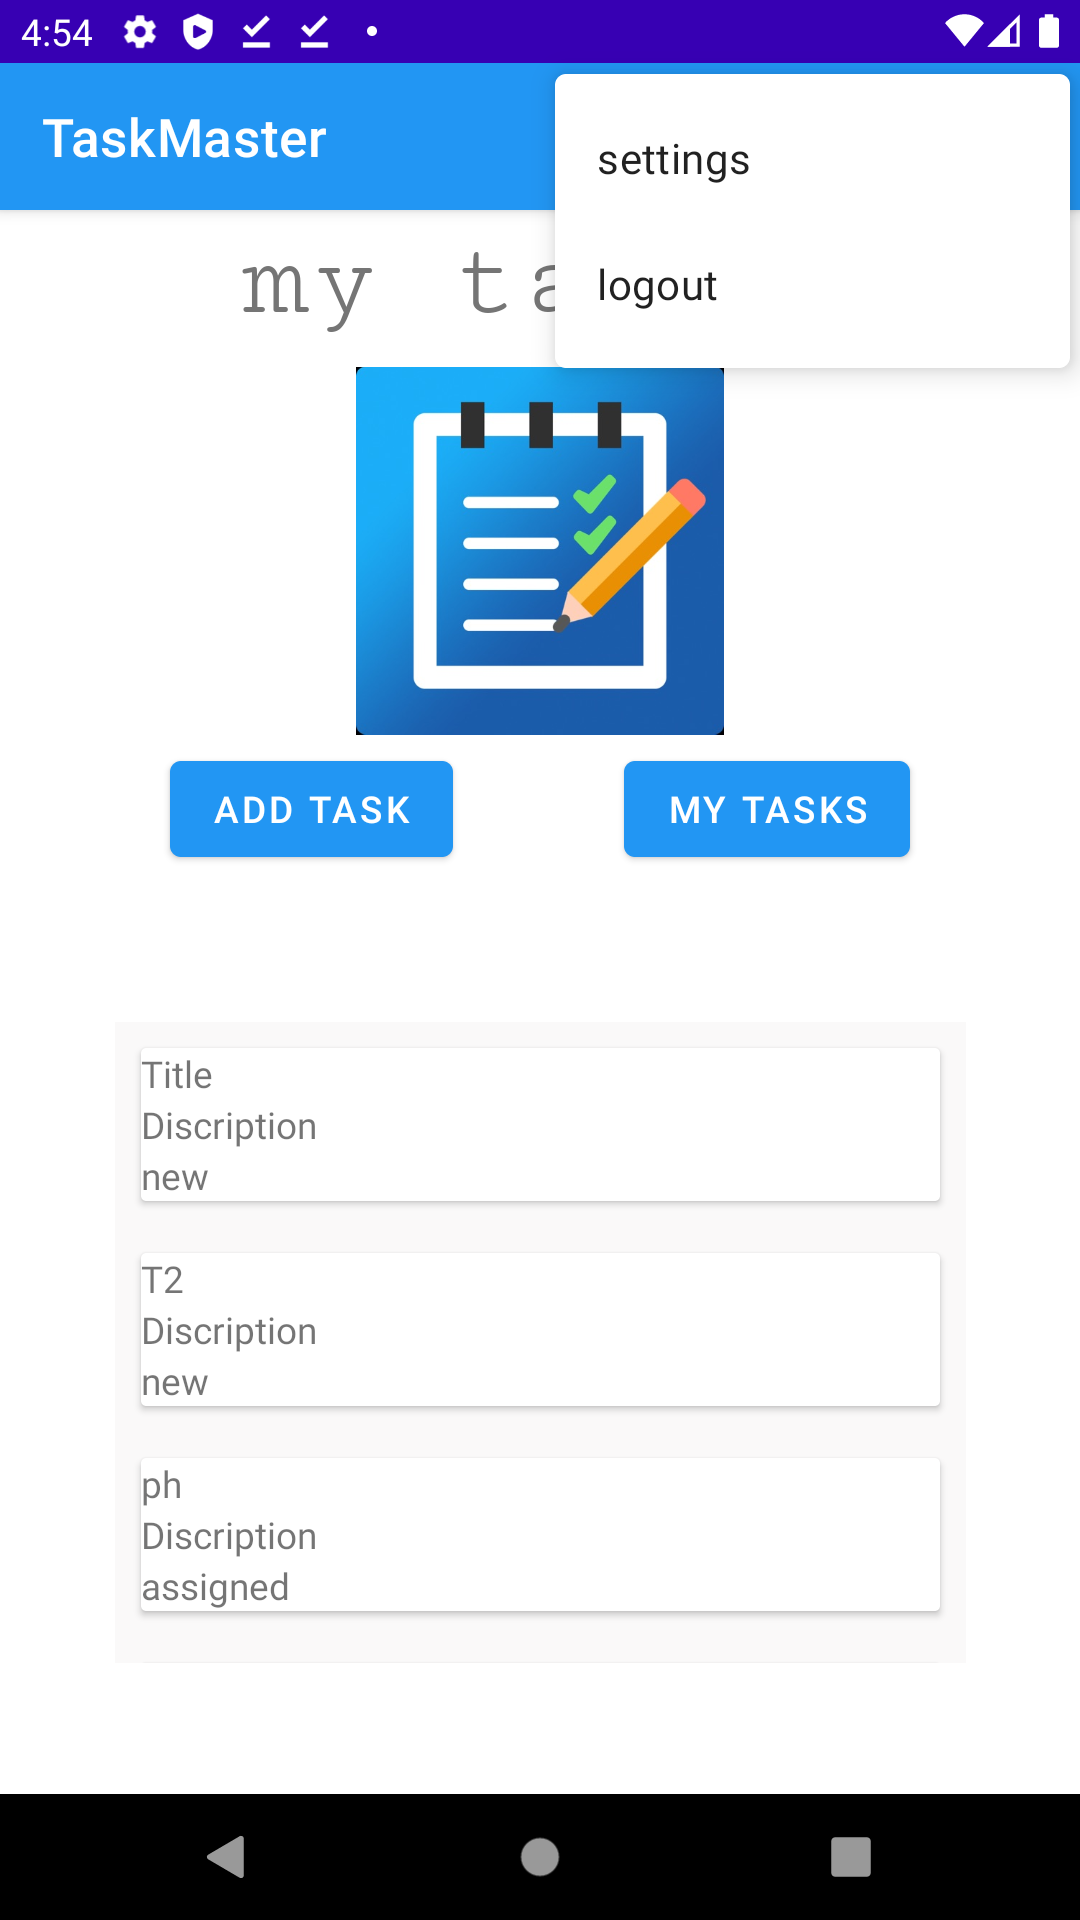 4:54
TaskMaster
settings
logout
my ta
ADD TASK
MY TASKS
Title
Discription
new
T2
Discription
new
ph
Discription
assigned